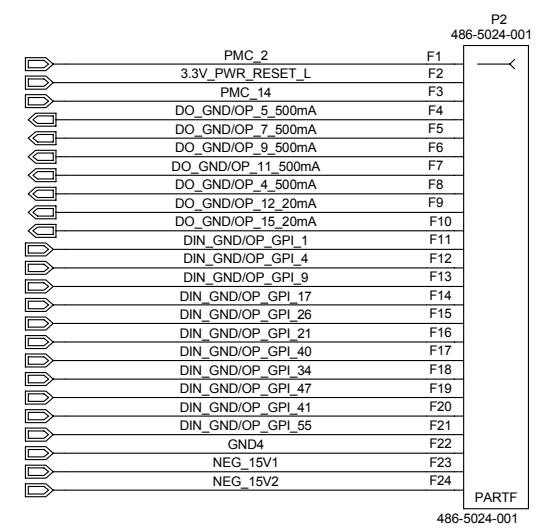 P2
486-5024-001
PMC_2 F1
3.3V_PWR_RESET_L F2
PMC_14 F3
DO_GND/OP_5_500mA F4
DO_GND/OP_7_500mA F5
DO_GND/OP_9_500mA F6
DO_GND/OP_11_500mA F7
DO_GND/OP_4_500mA F8
DO_GND/OP_12_20mA F9
DO_GND/OP_15_20mA F10
DIN_GND/OP_GPI_1 F11
DIN_GND/OP_GPI_4 F12
DIN_GND/OP_GPI_9 F13
DIN_GND/OP_GPI_17 F14
DIN_GND/OP_GPI_26 F15
DIN_GND/OP_GPI_21 F16
DIN_GND/OP_GPI_40 F17
DIN_GND/OP_GPI_34 F18
DIN_GND/OP_GPI_47 F19
DIN_GND/OP_GPI_41 F20
DIN_GND/OP_GPI_55 F21
GND4 F22
NEG_15V1 F23
NEG_15V2 F24
PARTF
486-5024-001